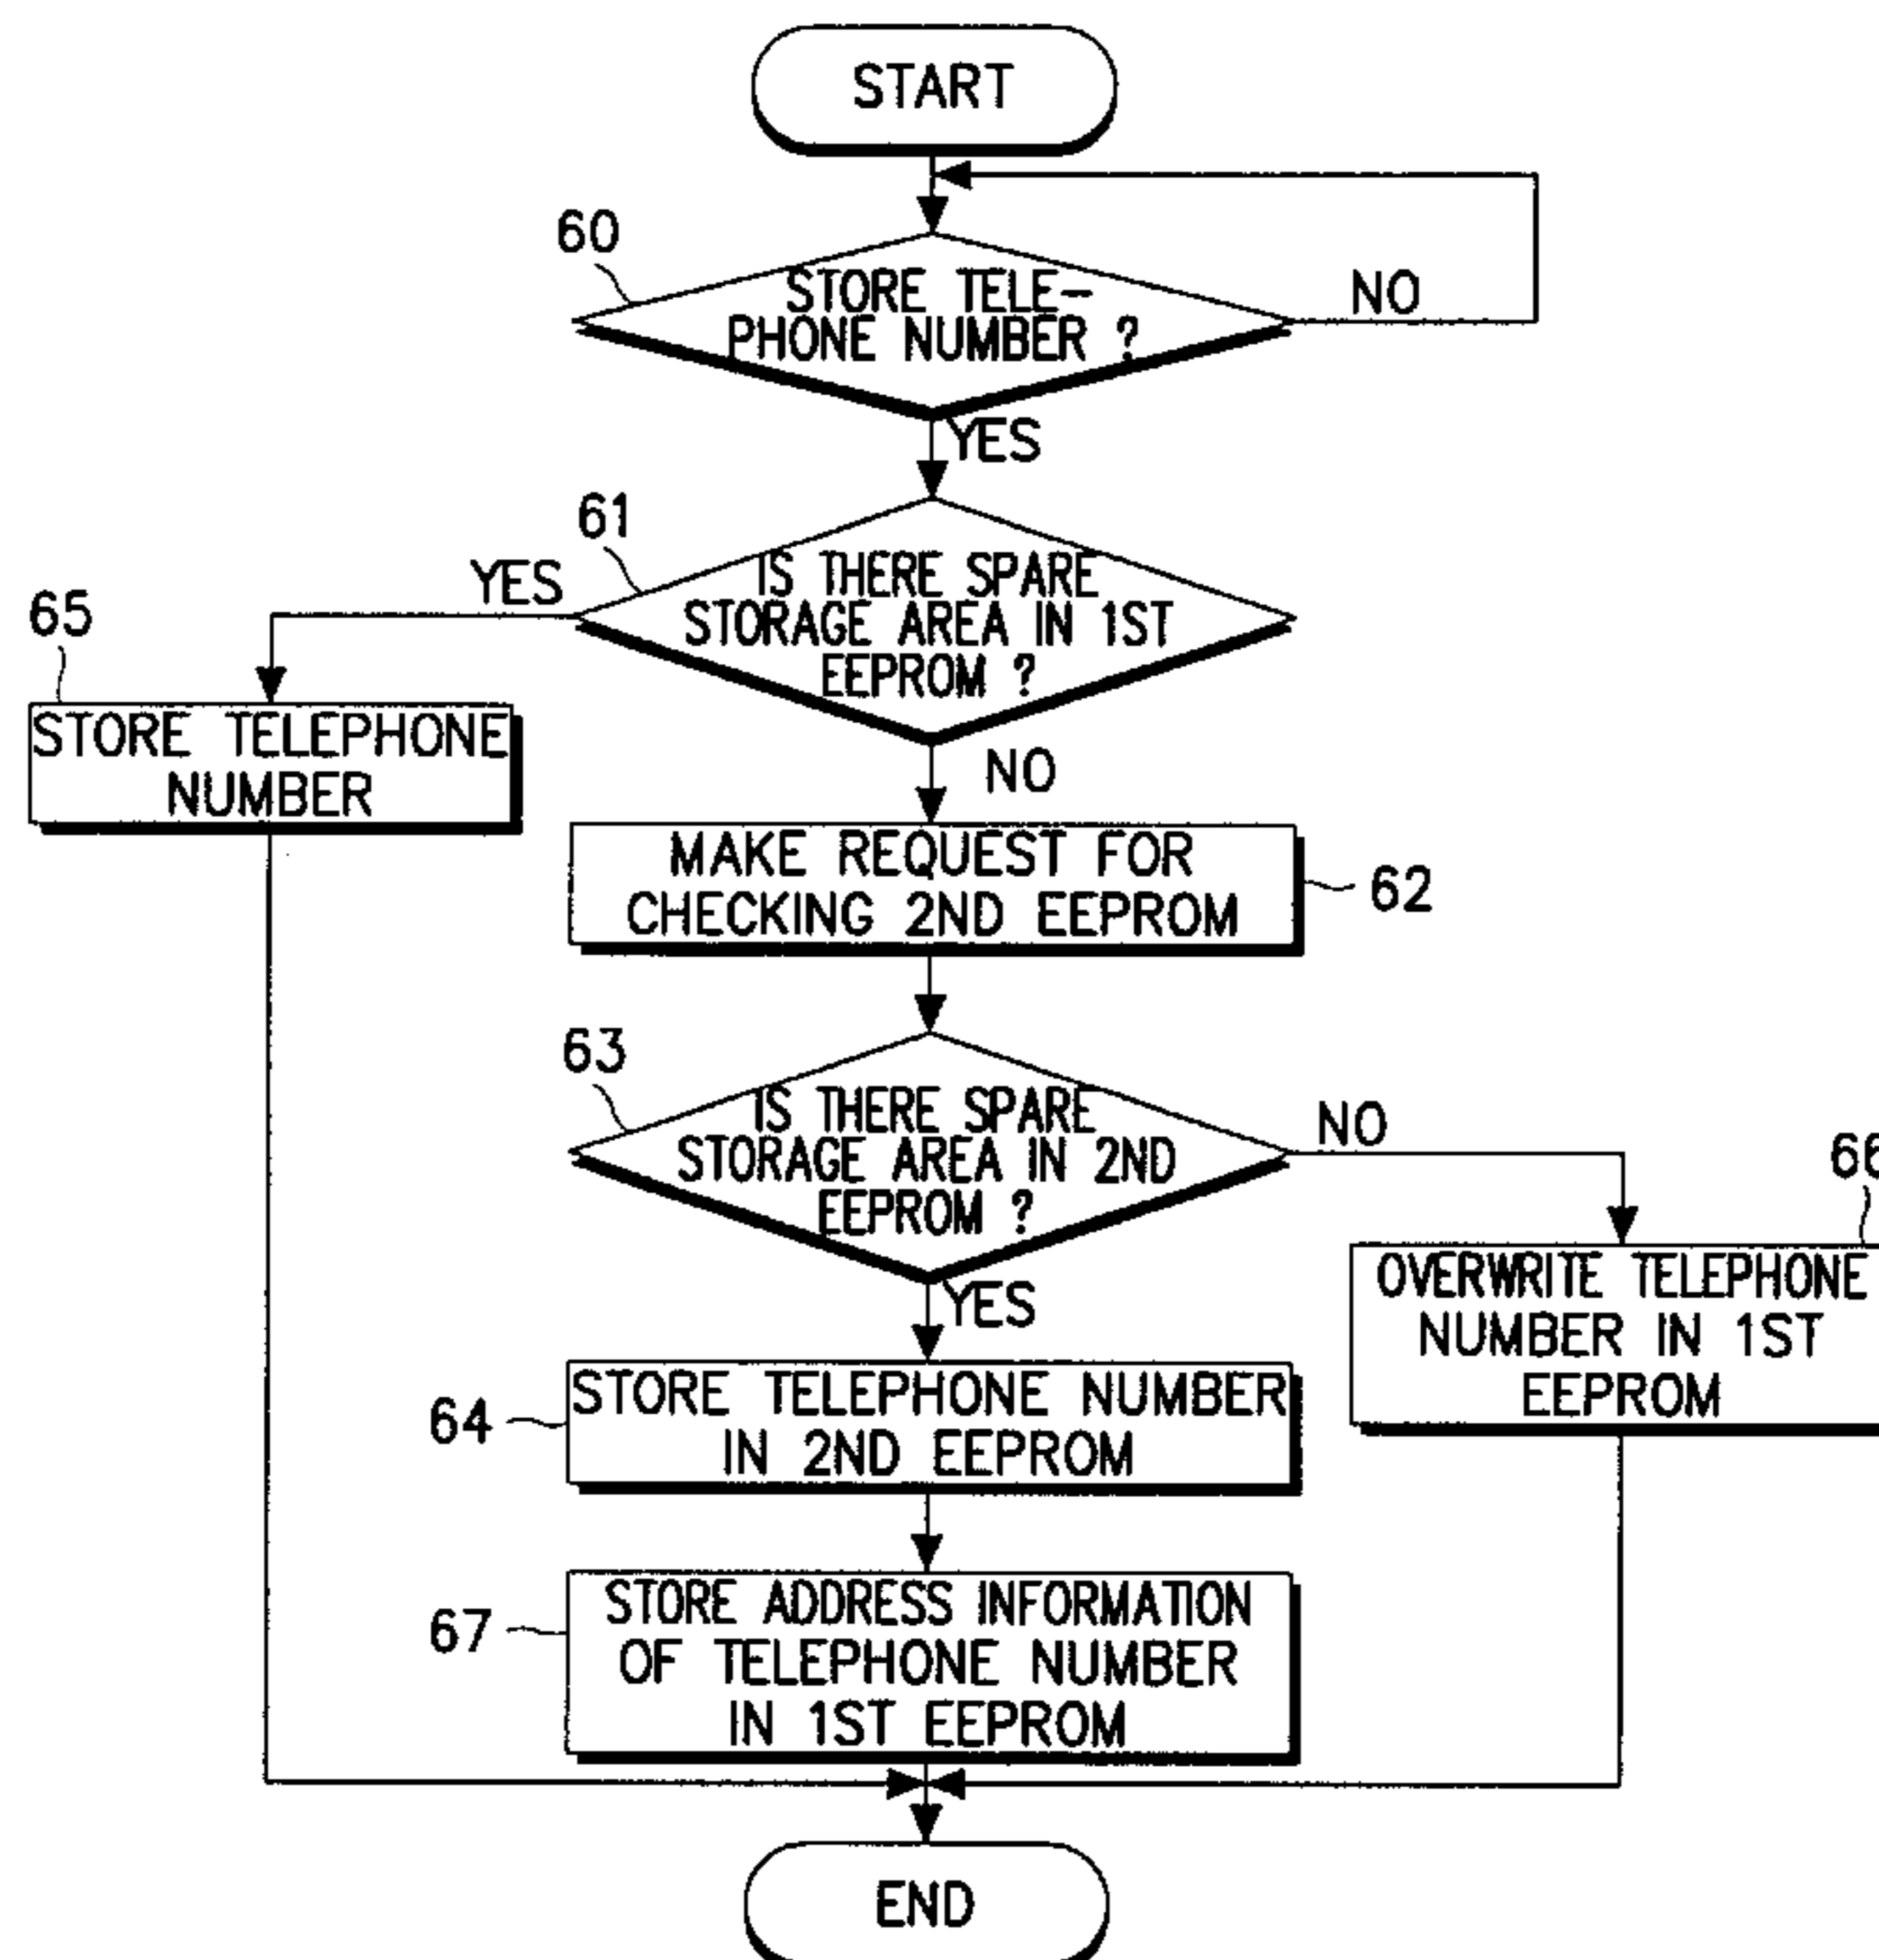 START
60
STORE TELE-
PHONE NUMBER ?
NO
YES
61
IS THERE SPARE
STORAGE AREA IN 1ST
EEPROM ?
YES
65
STORE TELEPHONE
NUMBER
NO
MAKE REQUEST FOR
CHECKING 2ND EEPROM
62
63
IS THERE SPARE
STORAGE AREA IN 2ND
EEPROM ?
NO
66
OVERWRITE TELEPHONE
NUMBER IN 1ST
EEPROM
YES
64
STORE TELEPHONE NUMBER
IN 2ND EEPROM
67
STORE ADDRESS INFORMATION
OF TELEPHONE NUMBER
IN 1ST EEPROM
END